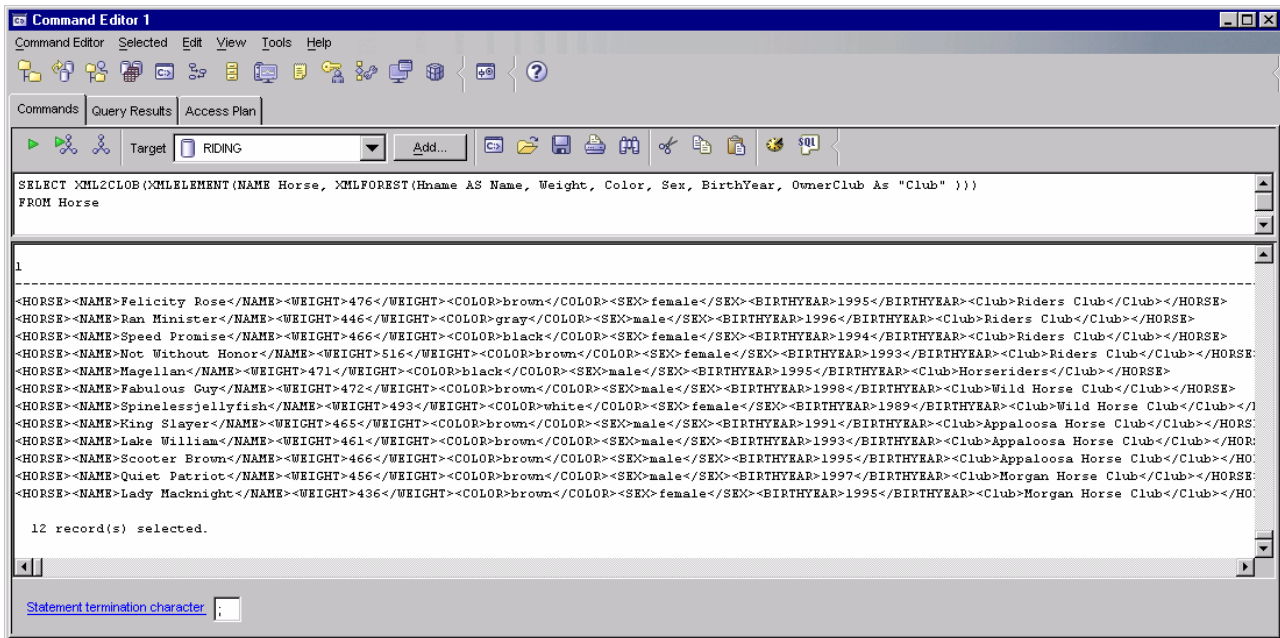 Command Editor 1
Command Editor Selected Edit View Tools Help
Commands Query Results Access Plan
Target RIDING Add... SQL
SELECT XML2CLOB(XMLELEMENT(NAME Horse, XMLFOREST(Hname AS Name, Weight, Color, Sex, BirthYear, OwnerClub As "Club" )))
FROM Horse
1
--------------------------------------------------------------------------------
<HORSE><NAME>Felicity Rose</NAME><WEIGHT>476</WEIGHT><COLOR>brown</COLOR><SEX>female</SEX><BIRTHYEAR>1995</BIRTHYEAR><Club>Riders Club</Club></HORSE>
<HORSE><NAME>Ran Minister</NAME><WEIGHT>446</WEIGHT><COLOR>gray</COLOR><SEX>male</SEX><BIRTHYEAR>1996</BIRTHYEAR><Club>Riders Club</Club></HORSE>
<HORSE><NAME>Speed Promise</NAME><WEIGHT>466</WEIGHT><COLOR>black</COLOR><SEX>female</SEX><BIRTHYEAR>1994</BIRTHYEAR><Club>Riders Club</Club></HORSE>
<HORSE><NAME>Not Without Honor</NAME><WEIGHT>516</WEIGHT><COLOR>brown</COLOR><SEX>female</SEX><BIRTHYEAR>1993</BIRTHYEAR><Club>Riders Club</Club></HORSE
<HORSE><NAME>Magellan</NAME><WEIGHT>471</WEIGHT><COLOR>black</COLOR><SEX>male</SEX><BIRTHYEAR>1995</BIRTHYEAR><Club>Horseriders</Club></HORSE>
<HORSE><NAME>Fabulous Guy</NAME><WEIGHT>472</WEIGHT><COLOR>brown</COLOR><SEX>male</SEX><BIRTHYEAR>1998</BIRTHYEAR><Club>Wild Horse Club</Club></HORSE>
<HORSE><NAME>Spinelessjellyfish</NAME><WEIGHT>493</WEIGHT><COLOR>white</COLOR><SEX>female</SEX><BIRTHYEAR>1989</BIRTHYEAR><Club>Wild Horse Club</Club></
<HORSE><NAME>King Slayer</NAME><WEIGHT>465</WEIGHT><COLOR>brown</COLOR><SEX>male</SEX><BIRTHYEAR>1991</BIRTHYEAR><Club>Appaloosa Horse Club</Club></HORS
<HORSE><NAME>Lake William</NAME><WEIGHT>461</WEIGHT><COLOR>brown</COLOR><SEX>male</SEX><BIRTHYEAR>1993</BIRTHYEAR><Club>Appaloosa Horse Club</Club></HOR
<HORSE><NAME>Scooter Brown</NAME><WEIGHT>466</WEIGHT><COLOR>brown</COLOR><SEX>male</SEX><BIRTHYEAR>1995</BIRTHYEAR><Club>Appaloosa Horse Club</Club></HO
<HORSE><NAME>Quiet Patriot</NAME><WEIGHT>456</WEIGHT><COLOR>brown</COLOR><SEX>male</SEX><BIRTHYEAR>1997</BIRTHYEAR><Club>Morgan Horse Club</Club></HORSE
<HORSE><NAME>Lady Macknight</NAME><WEIGHT>436</WEIGHT><COLOR>brown</COLOR><SEX>female</SEX><BIRTHYEAR>1995</BIRTHYEAR><Club>Morgan Horse Club</Club></HO
12 record(s) selected.
Statement termination character ;